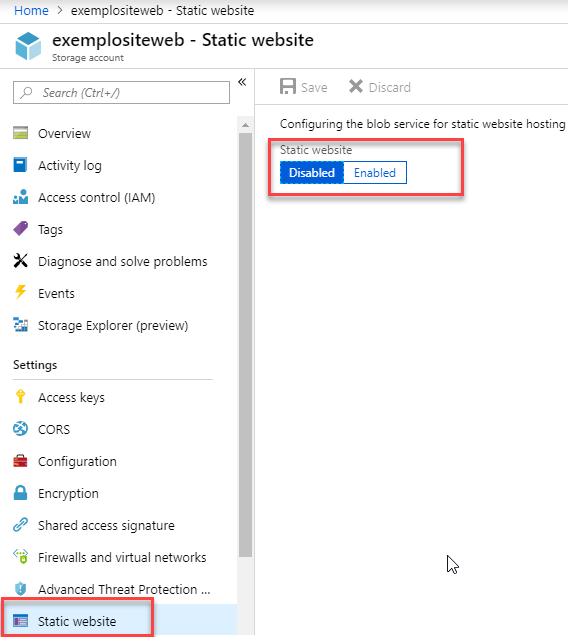 Home > exemplositeweb - Static website
exemplositeweb - Static website
Storage account
«
Search (Ctrl+/)
Overview
Activity log
Access control (IAM)
Tags
Diagnose and solve problems
Events
Storage Explorer (preview)
Settings
Access keys
CORS
Configuration
Encryption
Shared access signature
Firewalls and virtual networks
Advanced Threat Protection ...
Static website
Save Discard
Configuring the blob service for static website hosting
Static website
Disabled Enabled